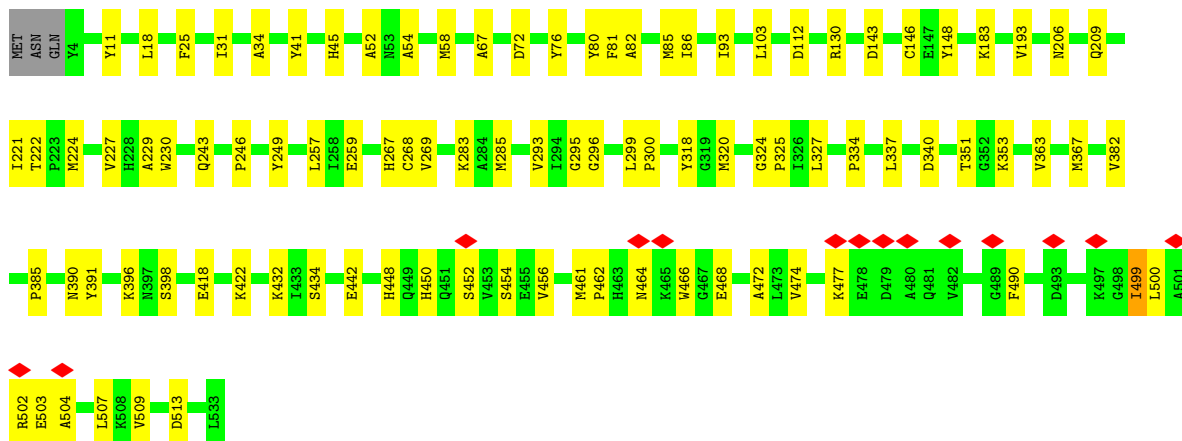 MET ASN GLN Y4 Y11 L18 F25 I31 A34 Y41 H45 A52 N53 A54 M58 A67 D72 Y76 Y80 F81 A82 M85 I86 I93 L103 D112 R130 D143 C146 E147 Y148 K183 V193 N206 Q209
I221 T222 P223 M224 V227 H228 A229 W230 Q243 P246 Y249 L257 I258 E259 H267 C268 V269 K283 A284 M285 V293 I294 G295 G296 L299 P300 Y318 G319 M320 G324 P325 I326 L327 P334 L337 D340 T351 G352 K353 V363 M367 V382
P385 N390 Y391 K396 N397 S398 E418 K422 K432 I433 S434 E442 H448 Q449 H450 Q451 S452 V453 S454 E455 V456 M461 P462 H463 N464 K465 W466 G467 E468 A472 L473 V474 K477 E478 D479 A480 Q481 V482 G489 F490 D493 K497 G498 I499 L500 A501
R502 E503 A504 L507 K508 V509 D513 L533